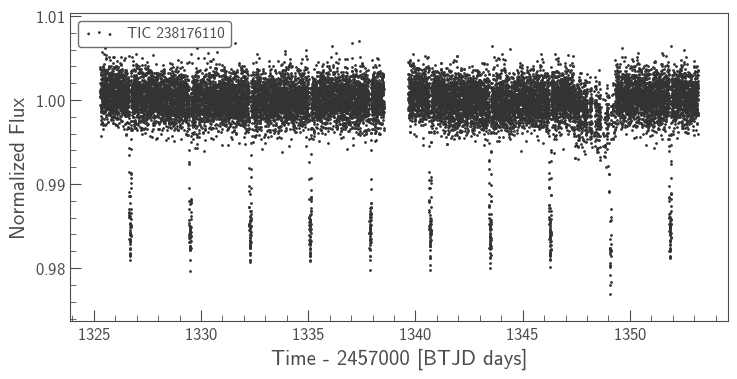 1.01
TIC 238176110
1.00
0.99
0.98
Normalized Flux
1325 1330 1335 1340 1345 1350
Time - 2457000 [BTJD days]